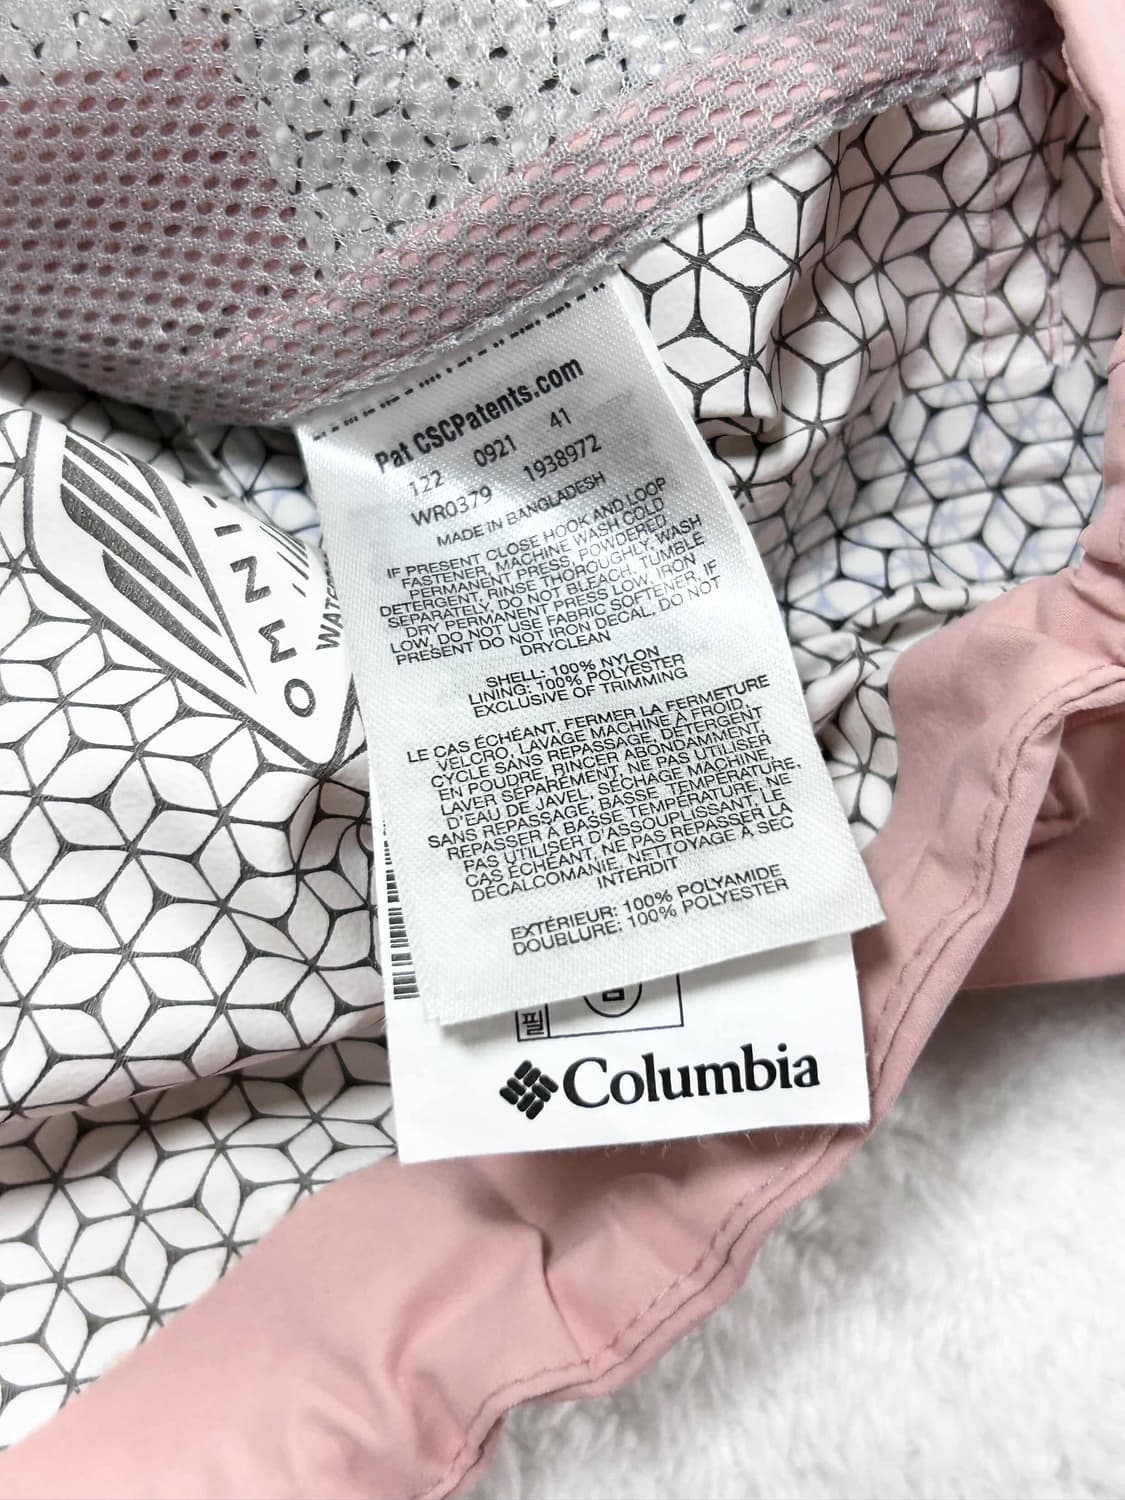 Pat CSCPatents.com
122 0921 41
WR0379 1938972
MADE IN BANGLADESH
IF PRESENT CLOSE HOOK AND LOOP
FASTENER, MACHINE WASH COLD
PERMANENT PRESS, POWDERED
DETERGENT, RINSE THOROUGHLY, WASH
SEPARATELY, DO NOT BLEACH, TUMBLE
DRY PERMANENT PRESS LOW, IRON
LOW, DO NOT USE FABRIC SOFTENER, IF
PRESENT DO NOT IRON DECAL, DO NOT
DRYCLEAN
SHELL: 100% NYLON
LINING: 100% POLYESTER
EXCLUSIVE OF TRIMMING
LE CAS ÉCHÉANT, FERMER LA FERMETURE
VELCRO, LAVAGE MACHINE À FROID,
CYCLE SANS REPASSAGE, DÉTERGENT
EN POUDRE, RINCER ABONDAMMENT
LAVER SÉPARÉMENT, NE PAS UTILISER
D'EAU DE JAVEL, SÉCHAGE MACHINE,
SANS REPASSAGE, BASSE TEMPÉRATURE,
REPASSER À BASSE TEMPÉRATURE, NE
PAS UTILISER D'ASSOUPLISSANT, LE
CAS ÉCHÉANT, NE PAS REPASSER LA
DÉCALCOMANIE, NETTOYAGE À SEC
INTERDIT
EXTÉRIEUR: 100% POLYAMIDE
DOUBLURE: 100% POLYESTER
필
Columbia
OMNI